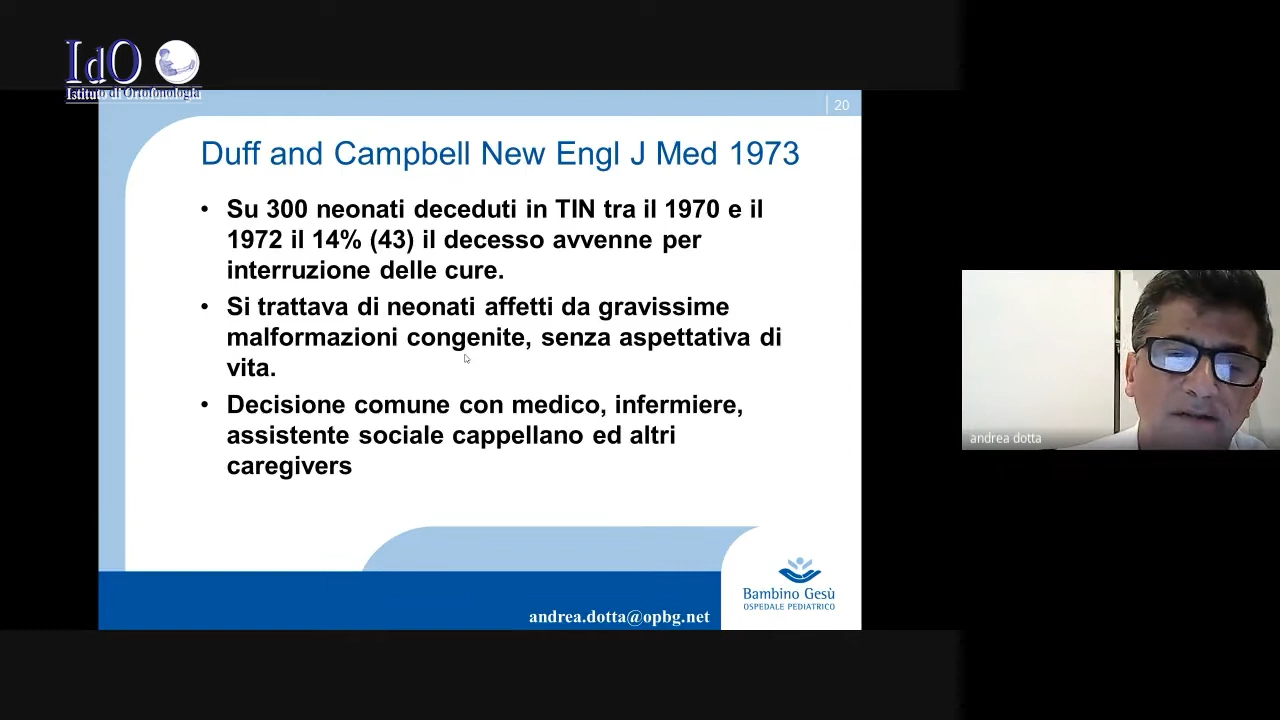 IdO
Istituto di Ortofonologia
20
Duff and Campbell New Engl J Med 1973
• Su 300 neonati deceduti in TIN tra il 1970 e il
1972 il 14% (43) il decesso avvenne per
interruzione delle cure.
• Si trattava di neonati affetti da gravissime
malformazioni congenite, senza aspettativa di
vita.
• Decisione comune con medico, infermiere,
assistente sociale cappellano ed altri
caregivers
Bambino Gesù
OSPEDALE PEDIATRICO
andrea.dotta@opbg.net
andrea dotta